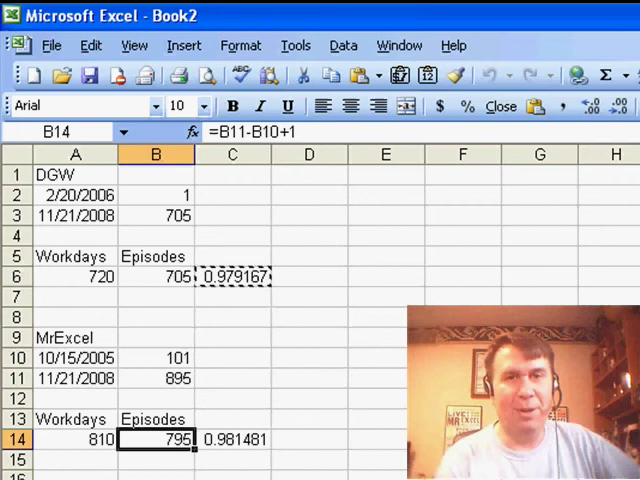 Microsoft Excel - Book2
File Edit View Insert Format Tools Data Window Help
Arial 10 B I U $ % Close ,
B14 fx =B11-B10+1
A B C D E F G H
1 DGW
2 2/20/2006 1
3 11/21/2008 705
4
5 Workdays Episodes
6 720 705 0.979167
7
8
9 MrExcel
10 10/15/2005 101
11 11/21/2008 895
12
13 Workdays Episodes
14 810 795 0.981481
15
16